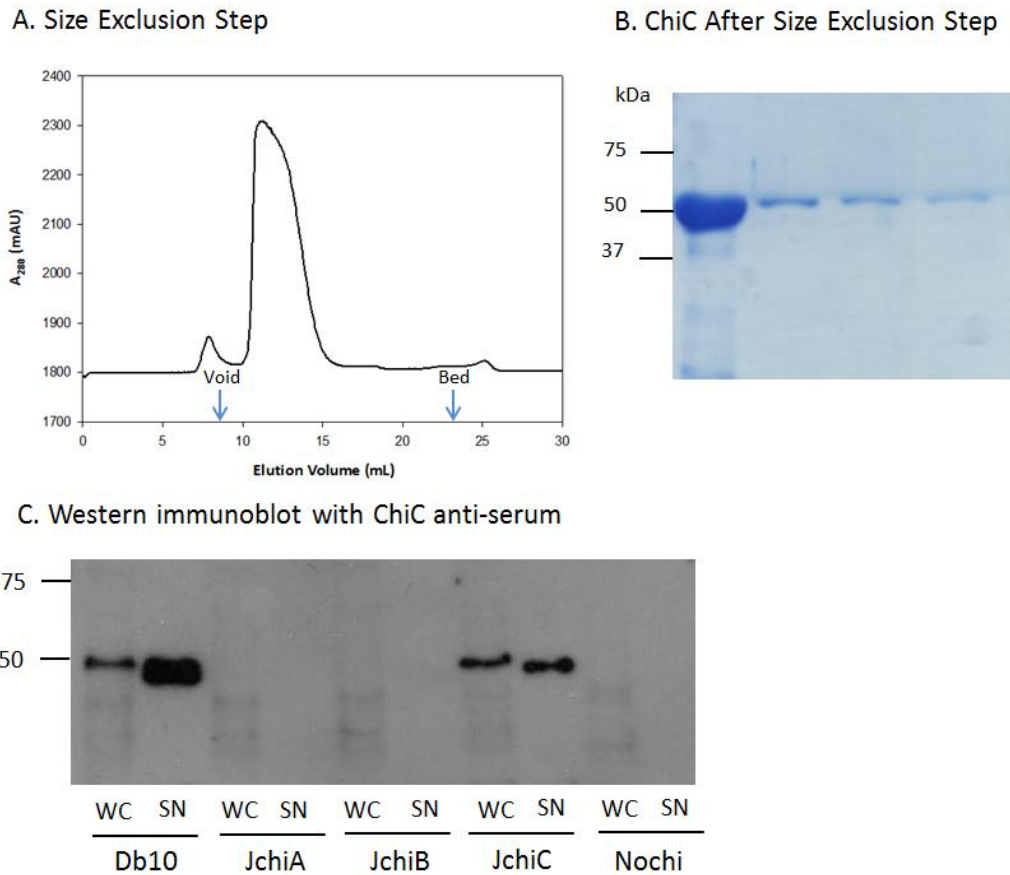 A. Size Exclusion Step
B. ChiC After Size Exclusion Step
2400
2300
2200
2100
2000
1900
1800
1700
A280 (mAU)
Void
Bed
0 5 10 15 20 25 30
Elution Volume (mL)
kDa
75
50
37
C. Western immunoblot with ChiC anti-serum
75
50
WC SN WC SN WC SN WC SN WC SN
Db10 JchiA JchiB JchiC Nochi